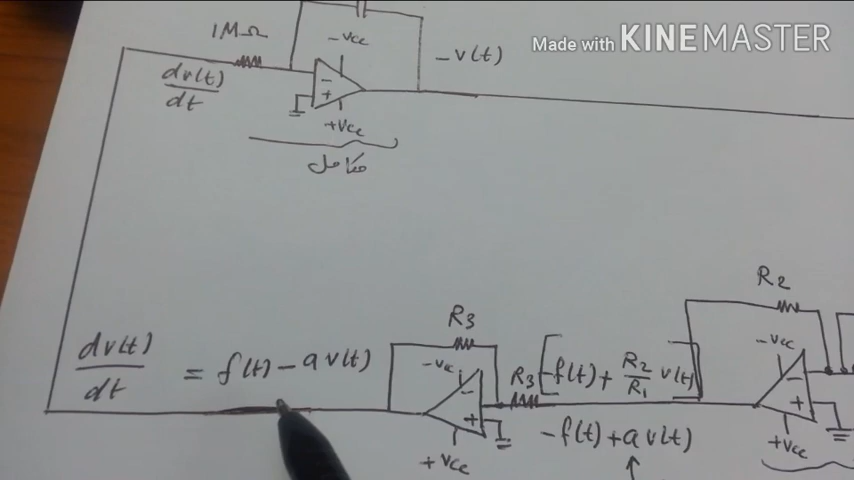 Made with KINEMASTER
1MΩ
-Vcc
-v(t)
dv(t)
dt
-
+
+Vcc
مكامل
R2
R3
-Vcc
-Vcc
dv(t)
dt
= f(t) - a v(t)
R3 [-f(t) + R2/R1 v(t)]
-
+
-
+
-f(t) + a v(t)
+Vcc
+Vcc